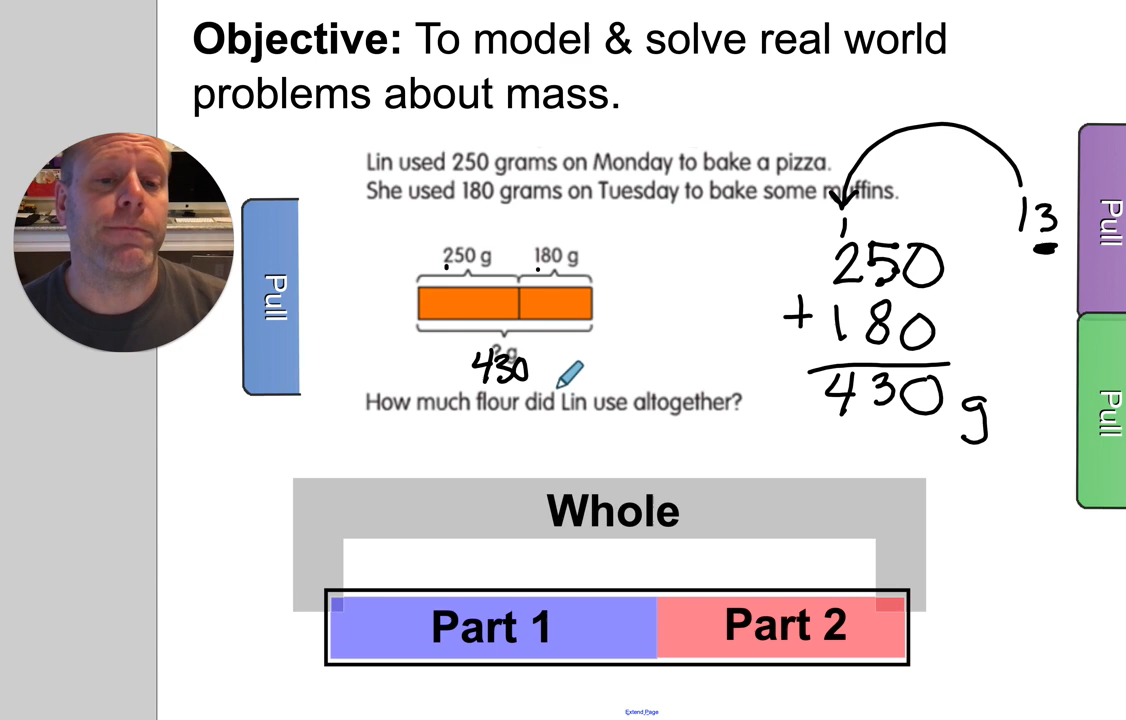 Objective: To model & solve real world
problems about mass.
Lin used 250 grams on Monday to bake a pizza.
She used 180 grams on Tuesday to bake some muffins.
13
1
250
+ 180
430 g
250 g 180 g
? g
430
How much flour did Lin use altogether?
Pull
Pull
Pull
Whole
Part 1 Part 2
Extend Page